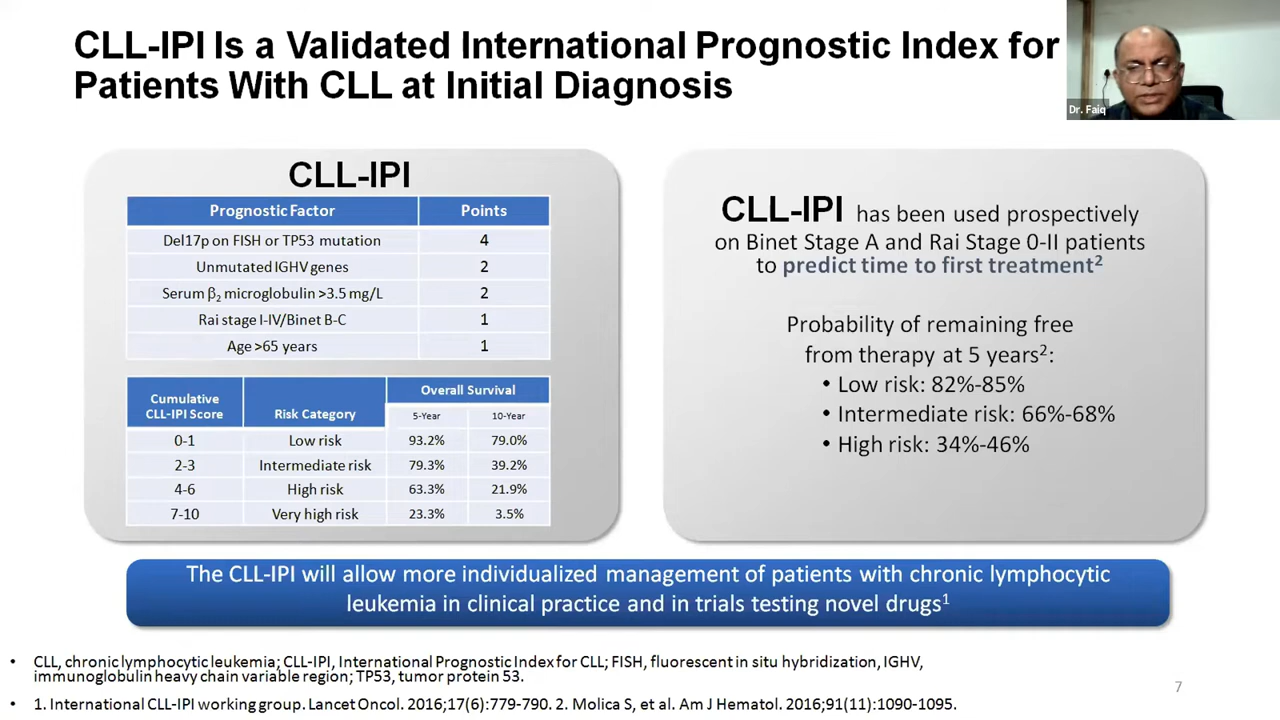 CLL-IPI Is a Validated International Prognostic Index for
Patients With CLL at Initial Diagnosis
Dr. Faiq
CLL-IPI
Prognostic Factor Points
Del17p on FISH or TP53 mutation 4
Unmutated IGHV genes 2
Serum β₂ microglobulin >3.5 mg/L 2
Rai stage I-IV/Binet B-C 1
Age >65 years 1
Cumulative
CLL-IPI Score Risk Category Overall Survival
5-Year 10-Year
0-1 Low risk 93.2% 79.0%
2-3 Intermediate risk 79.3% 39.2%
4-6 High risk 63.3% 21.9%
7-10 Very high risk 23.3% 3.5%
CLL-IPI has been used prospectively
on Binet Stage A and Rai Stage 0-II patients
to predict time to first treatment²
Probability of remaining free
from therapy at 5 years²:
• Low risk: 82%-85%
• Intermediate risk: 66%-68%
• High risk: 34%-46%
The CLL-IPI will allow more individualized management of patients with chronic lymphocytic
leukemia in clinical practice and in trials testing novel drugs¹
• CLL, chronic lymphocytic leukemia; CLL-IPI, International Prognostic Index for CLL; FISH, fluorescent in situ hybridization, IGHV,
immunoglobulin heavy chain variable region; TP53, tumor protein 53.
• 1. International CLL-IPI working group. Lancet Oncol. 2016;17(6):779-790. 2. Molica S, et al. Am J Hematol. 2016;91(11):1090-1095.
7